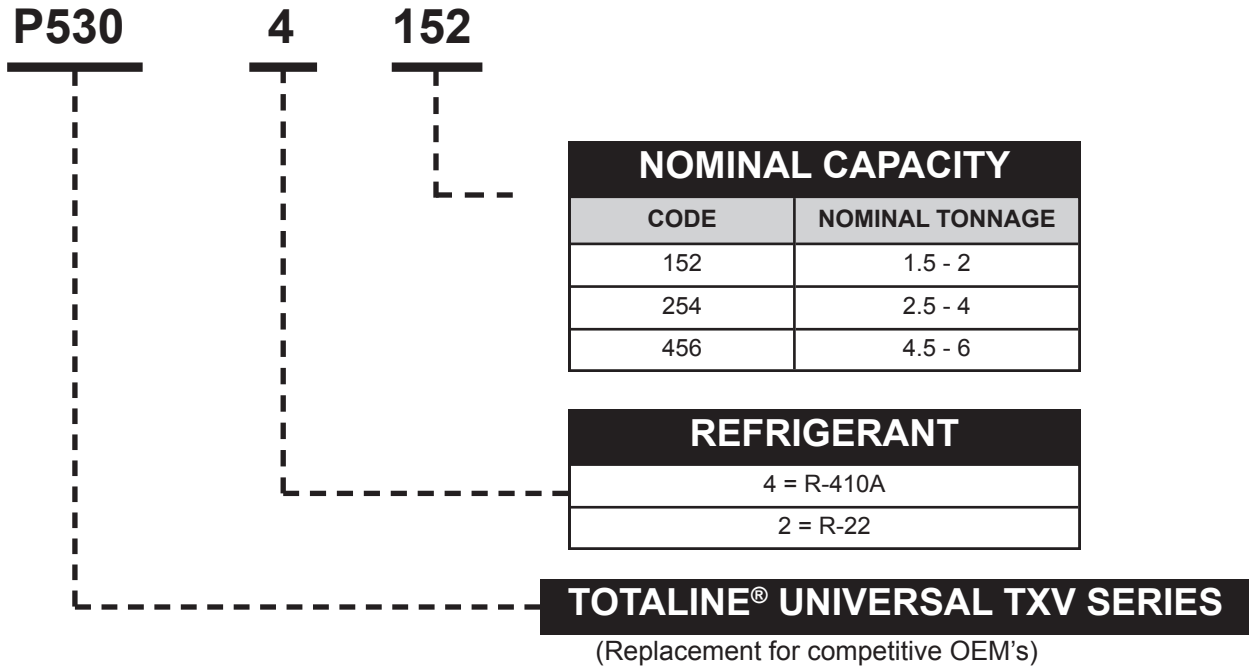 P530 4 152
NOMINAL CAPACITY
CODE NOMINAL TONNAGE
152 1.5 - 2
254 2.5 - 4
456 4.5 - 6
REFRIGERANT
4 = R-410A
2 = R-22
TOTALINE® UNIVERSAL TXV SERIES
(Replacement for competitive OEM's)